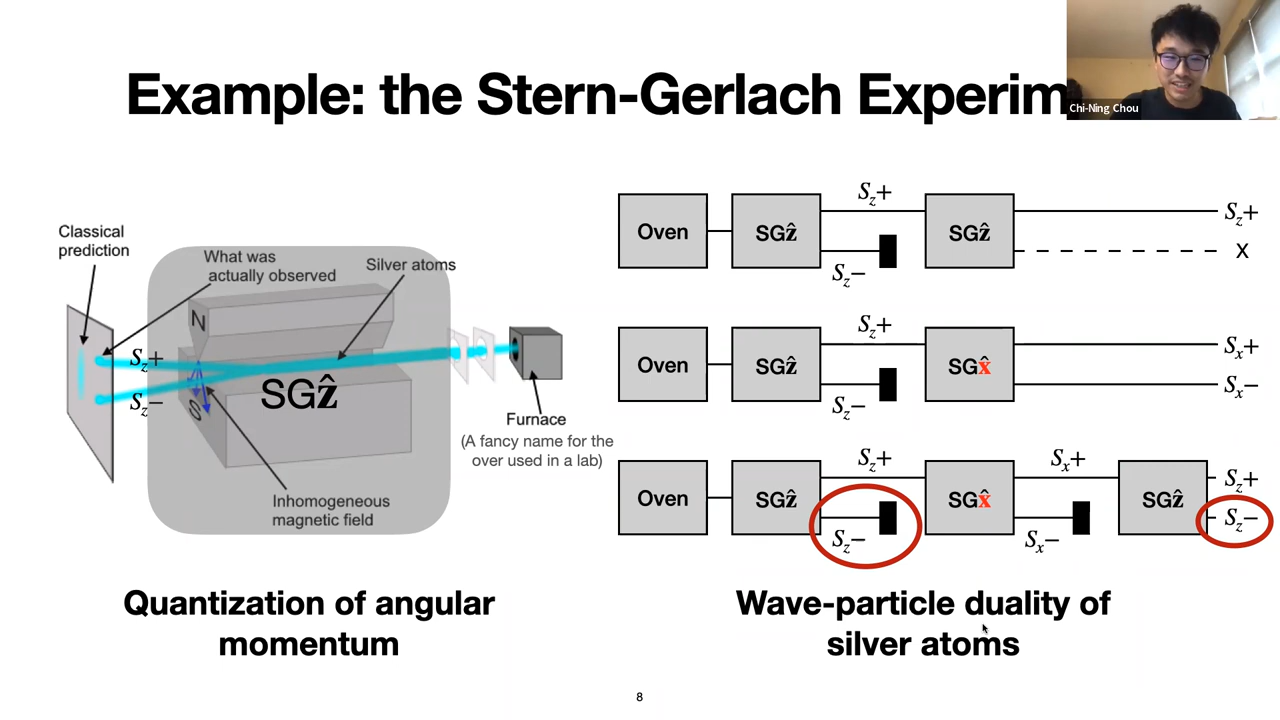 Example: the Stern-Gerlach Experim
Chi-Ning Chou
Classical
prediction
What was
actually observed
Silver atoms
N
S
S_z+
S_z−
SGẑ
Furnace
(A fancy name for the
over used in a lab)
Inhomogeneous
magnetic field
Quantization of angular
momentum
Oven
SGẑ
S_z+
S_z−
SGẑ
S_z+
X
Oven
SGẑ
S_z+
S_z−
SGx̂
S_x+
S_x−
Oven
SGẑ
S_z+
S_z−
SGx̂
S_x+
S_x−
SGẑ
S_z+
S_z−
Wave-particle duality of
silver atoms
8